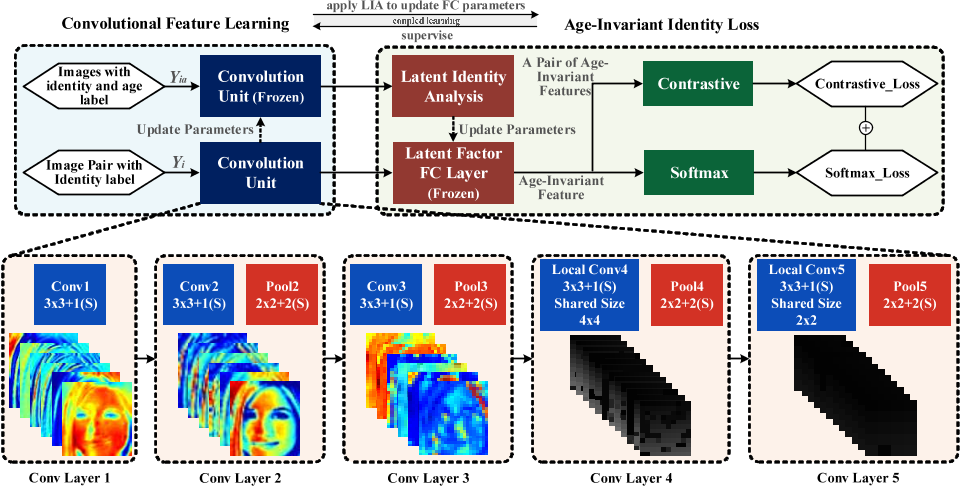 apply LIA to update FC parameters
Convolutional Feature Learning
coupled learning
Age-Invariant Identity Loss
supervise
Images with
identity and age
label
Yia
Convolution
Unit (Frozen)
Latent Identity
Analysis
A Pair of Age-
Invariant
Features
Contrastive
Contrastive_Loss
Update Parameters
Update Parameters
+
Image Pair with
Identity label
Yi
Convolution
Unit
Latent Factor
FC Layer
(Frozen)
Age-Invariant
Feature
Softmax
Softmax_Loss
Conv1
3x3+1(S)
Conv2
3x3+1(S)
Pool2
2x2+2(S)
Conv3
3x3+1(S)
Pool3
2x2+2(S)
Local Conv4
3x3+1(S)
Shared Size
4x4
Pool4
2x2+2(S)
Local Conv5
3x3+1(S)
Shared Size
2x2
Pool5
2x2+2(S)
Conv Layer 1
Conv Layer 2
Conv Layer 3
Conv Layer 4
Conv Layer 5